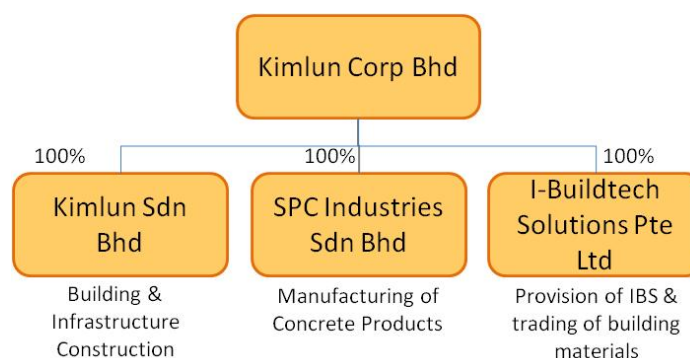 Kimlun Corp Bhd
100%
100%
100%
Kimlun Sdn
Bhd
SPC Industries
Sdn Bhd
I-Buildtech
Solutions Pte
Ltd
Building &
Infrastructure
Construction
Manufacturing of
Concrete Products
Provision of IBS &
trading of building
materials